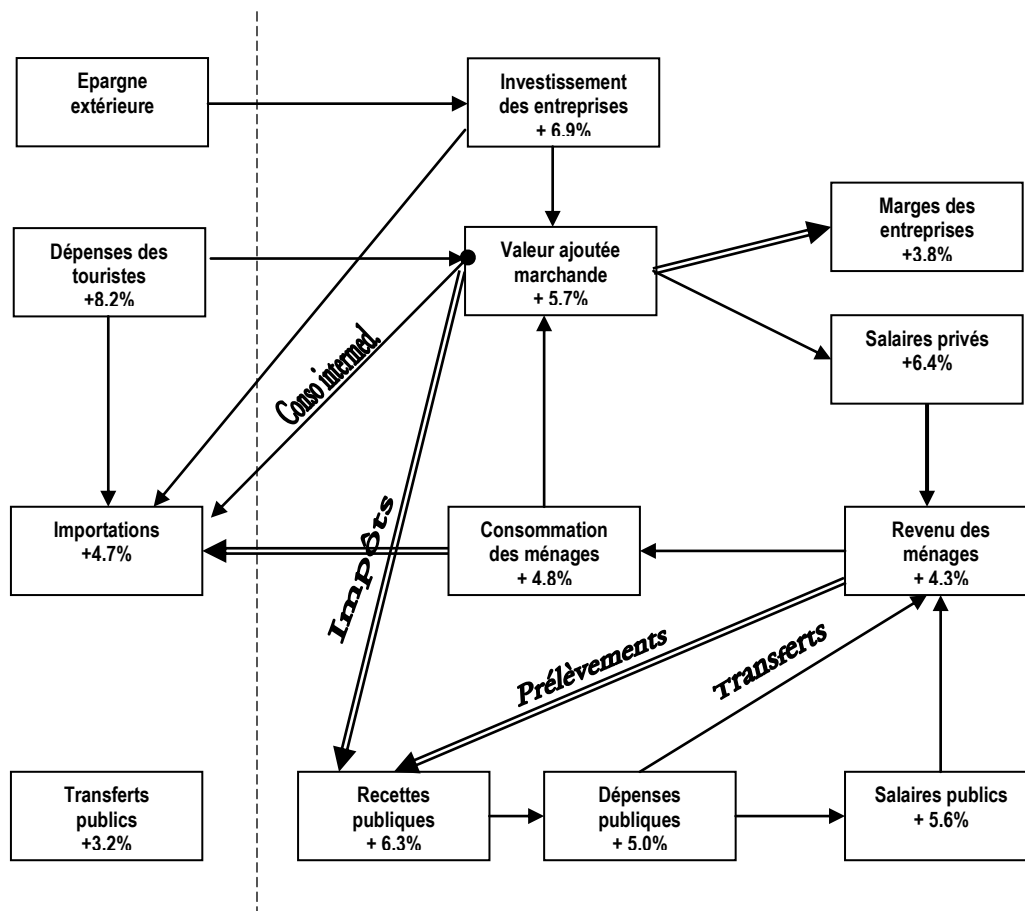 Epargne
extérieure
Investissement
des entreprises
+ 6.9%
Marges des
entreprises
+3.8%
Dépenses des
touristes
+8.2%
Valeur ajoutée
marchande
+ 5.7%
Salaires privés
+6.4%
Conso intermed.
Importations
+4.7%
Impôts
Consommation
des ménages
+ 4.8%
Revenu des
ménages
+ 4.3%
Prélèvements
Transferts
Transferts
publics
+3.2%
Recettes
publiques
+ 6.3%
Dépenses
publiques
+ 5.0%
Salaires publics
+ 5.6%